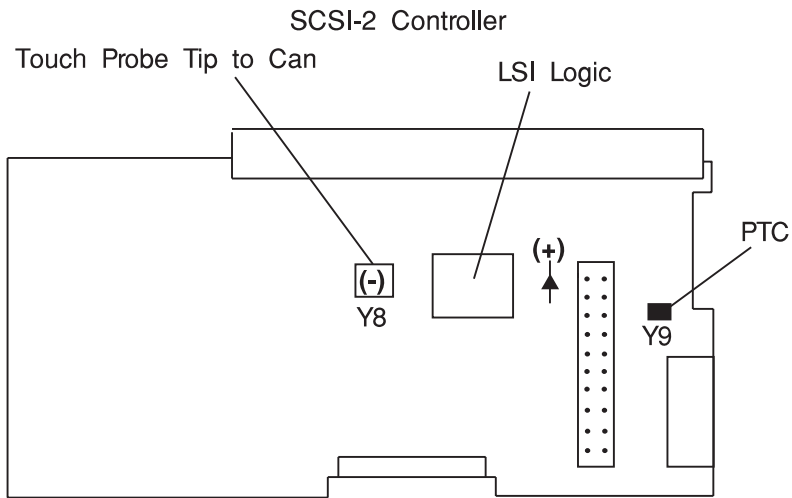 SCSI-2 Controller
Touch Probe Tip to Can
LSI Logic
PTC
(+)
(-)
Y8
Y9